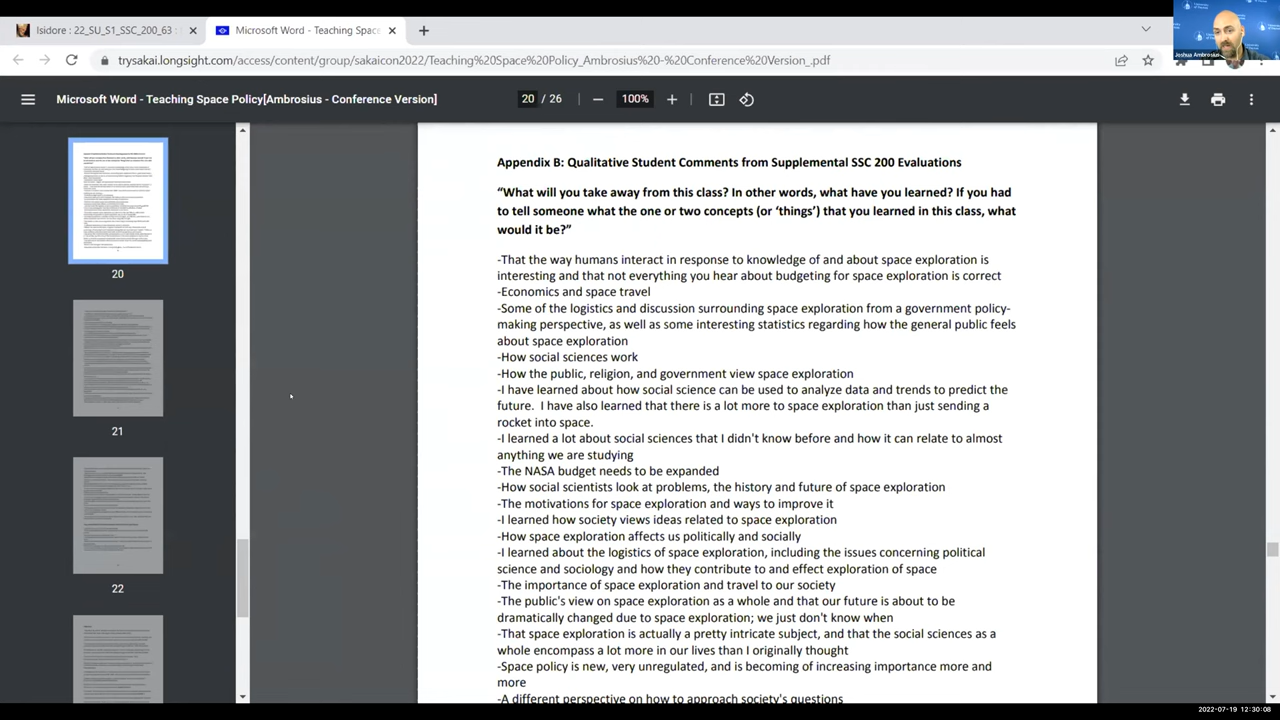 Isidore : 22_SU_S1_SSC_200_63 :
Microsoft Word - Teaching Spac
trysakai.longsight.com/access/content/group/sakaicon2022/Teaching%20Space%20Policy_Ambrosius%20-%20Conference%20Version_.pdf
Joshua Ambrosius
Microsoft Word - Teaching Space Policy[Ambrosius - Conference Version]
20 / 26
100%
20
21
22
Appendix B: Qualitative Student Comments from Supplemental SSC 200 Evaluations
“What will you take away from this class? In other words, what have you learned? If you had
to tell someone what the one or two concepts (or ‘things’) that you learned in this class, what
would it be?”
-That the way humans interact in response to knowledge of and about space exploration is
interesting and that not everything you hear about budgeting for space exploration is correct
-Economics and space travel
-Some of the logistics and discussion surrounding space exploration from a government policy-
making perspective, as well as some interesting statistics regarding how the general public feels
about space exploration
-How social sciences work
-How the public, religion, and government view space exploration
-I have learned about how social science can be used to analyze data and trends to predict the
future.  I have also learned that there is a lot more to space exploration than just sending a
rocket into space.
-I learned a lot about social sciences that I didn't know before and how it can relate to almost
anything we are studying
-The NASA budget needs to be expanded
-How social scientists look at problems, the history and future of space exploration
-The motivations for space exploration and ways to improve it
-I learned how society views ideas related to space exploration
-How space exploration affects us politically and socially
-I learned about the logistics of space exploration, including the issues concerning political
science and sociology and how they contribute to and effect exploration of space
-The importance of space exploration and travel to our society
-The public's view on space exploration as a whole and that our future is about to be
dramatically changed due to space exploration; we just don't know when
-That space exploration is actually a pretty intricate subject, and that the social sciences as a
whole encompass a lot more in our lives than I originally thought
-Space policy is new, very unregulated, and is becoming of increasing importance more and
more
-A different perspective on how to approach society's questions
2022-07-19 12:30:08